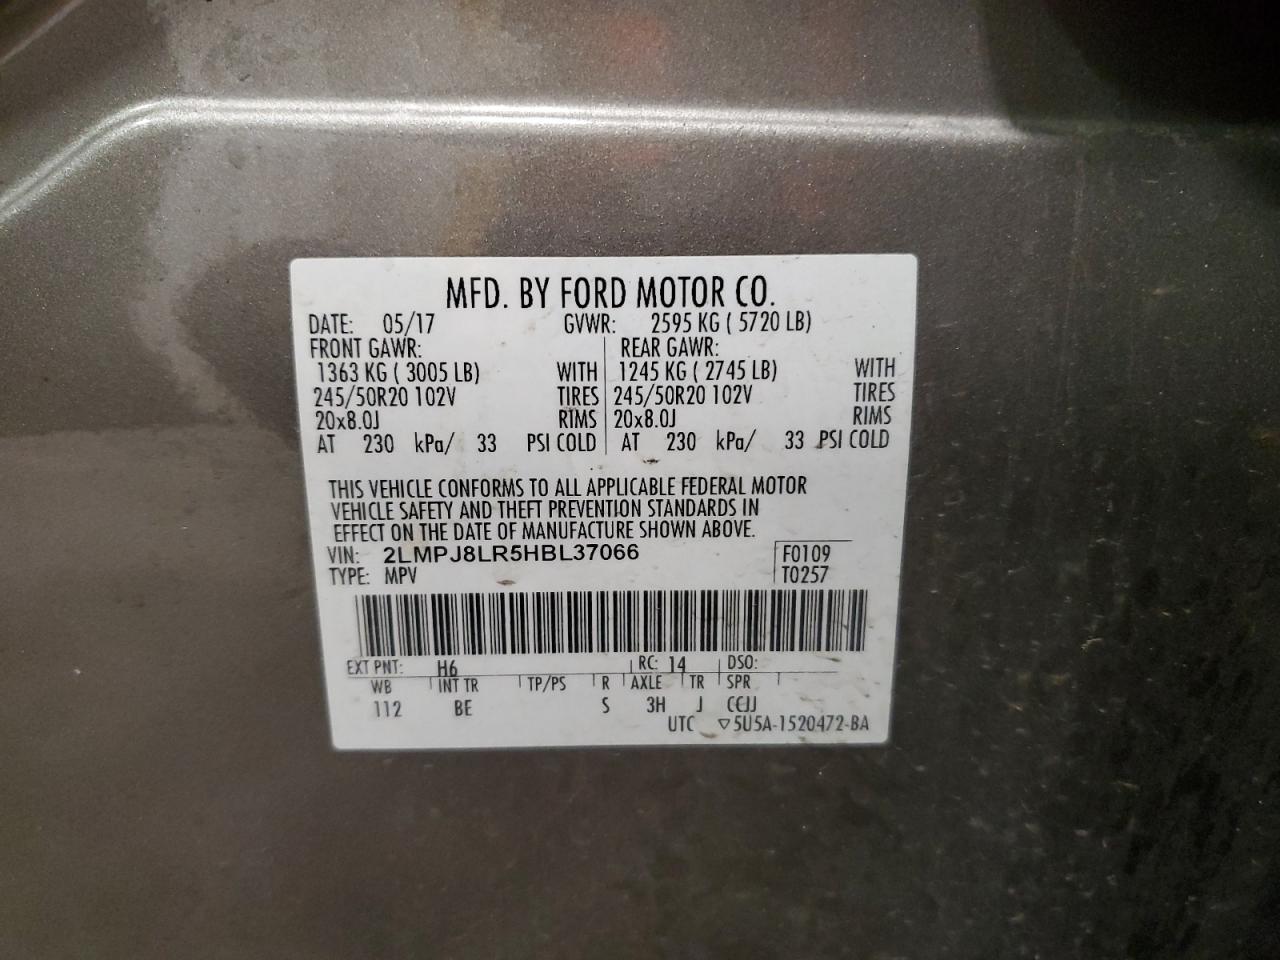 MFD. BY FORD MOTOR CO.
DATE: 05/17 GVWR: 2595 KG ( 5720 LB)
FRONT GAWR: REAR GAWR:
1363 KG ( 3005 LB) WITH 1245 KG ( 2745 LB) WITH
245/50R20 102V TIRES 245/50R20 102V TIRES
20x8.0J RIMS 20x8.0J RIMS
AT 230 kPa/ 33 PSI COLD AT 230 kPa/ 33 PSI COLD
THIS VEHICLE CONFORMS TO ALL APPLICABLE FEDERAL MOTOR
VEHICLE SAFETY AND THEFT PREVENTION STANDARDS IN
EFFECT ON THE DATE OF MANUFACTURE SHOWN ABOVE.
VIN: 2LMPJ8LR5HBL37066 F0109
TYPE: MPV T0257
EXT PNT: H6 RC: 14 DSO:
WB INT TR TP/PS R AXLE TR SPR
112 BE S 3H J CCJJ
UTC ▽5U5A-1520472-BA